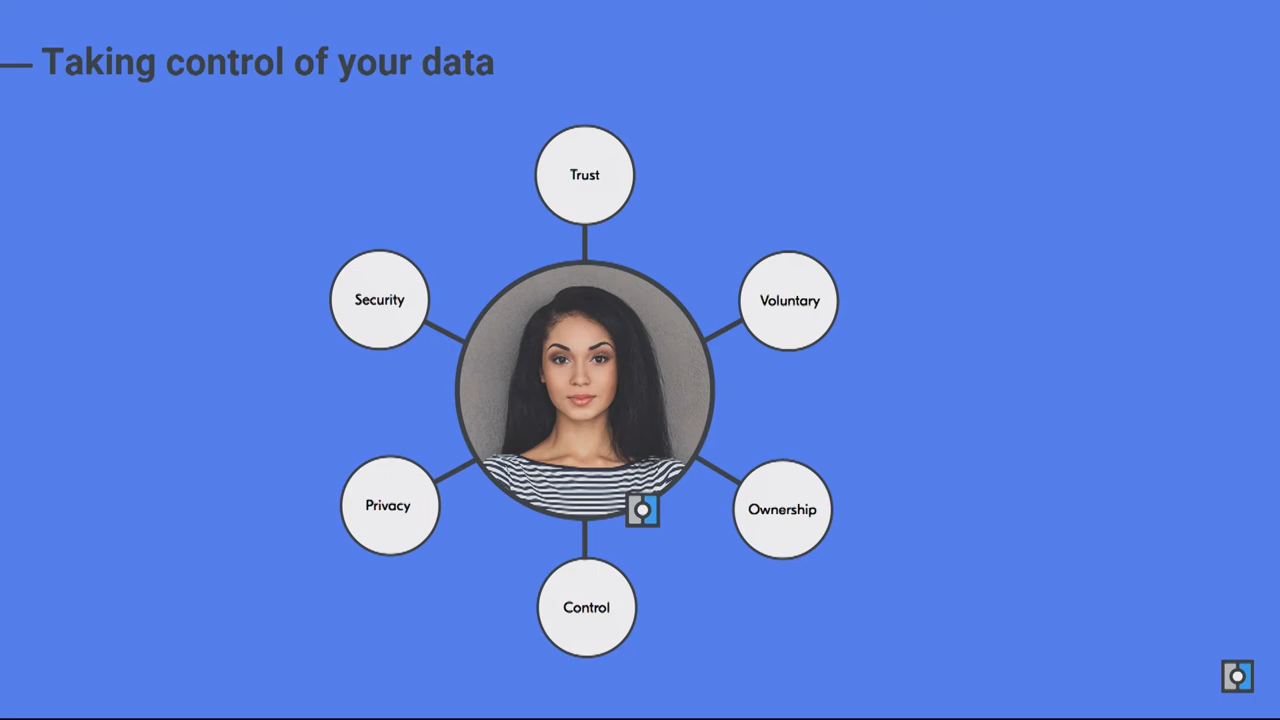 Taking control of your data
Trust
Security
Voluntary
Privacy
Ownership
Control